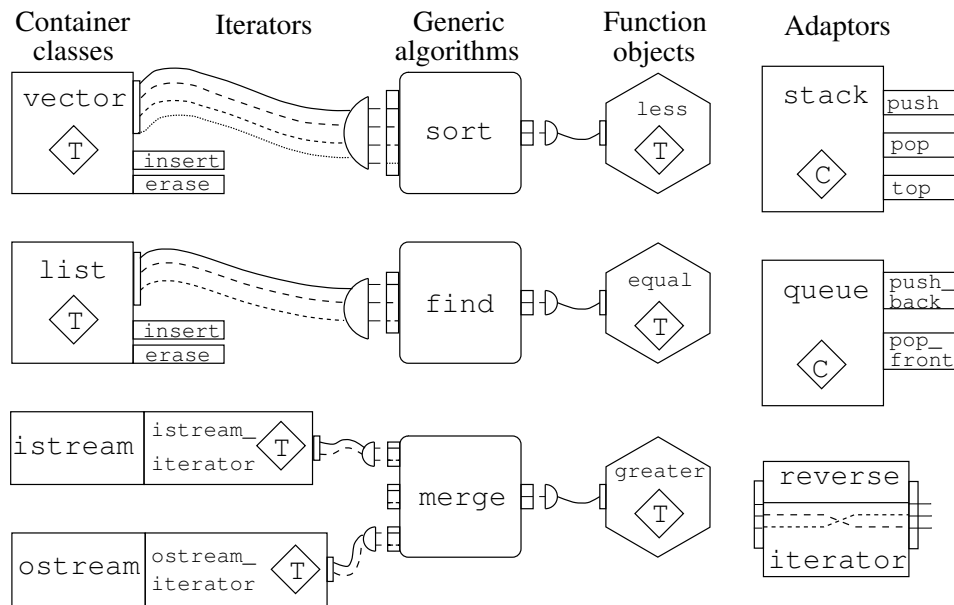 Container
classes
Iterators
Generic
algorithms
Function
objects
Adaptors
vector
T
insert
erase
sort
less
T
stack
C
push
pop
top
list
T
insert
erase
find
equal
T
queue
C
push_
back
pop_
front
istream
istream_
iterator
T
merge
greater
T
reverse
iterator
ostream
ostream_
iterator
T